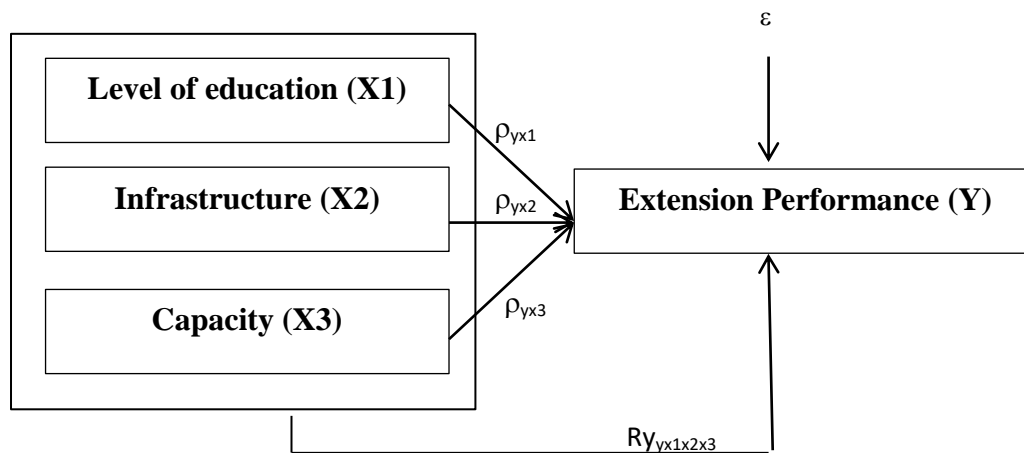 ε
Level of education (X1)
ρyx1
Infrastructure (X2)
ρyx2
Extension Performance (Y)
Capacity (X3)
ρyx3
Ryyx1x2x3